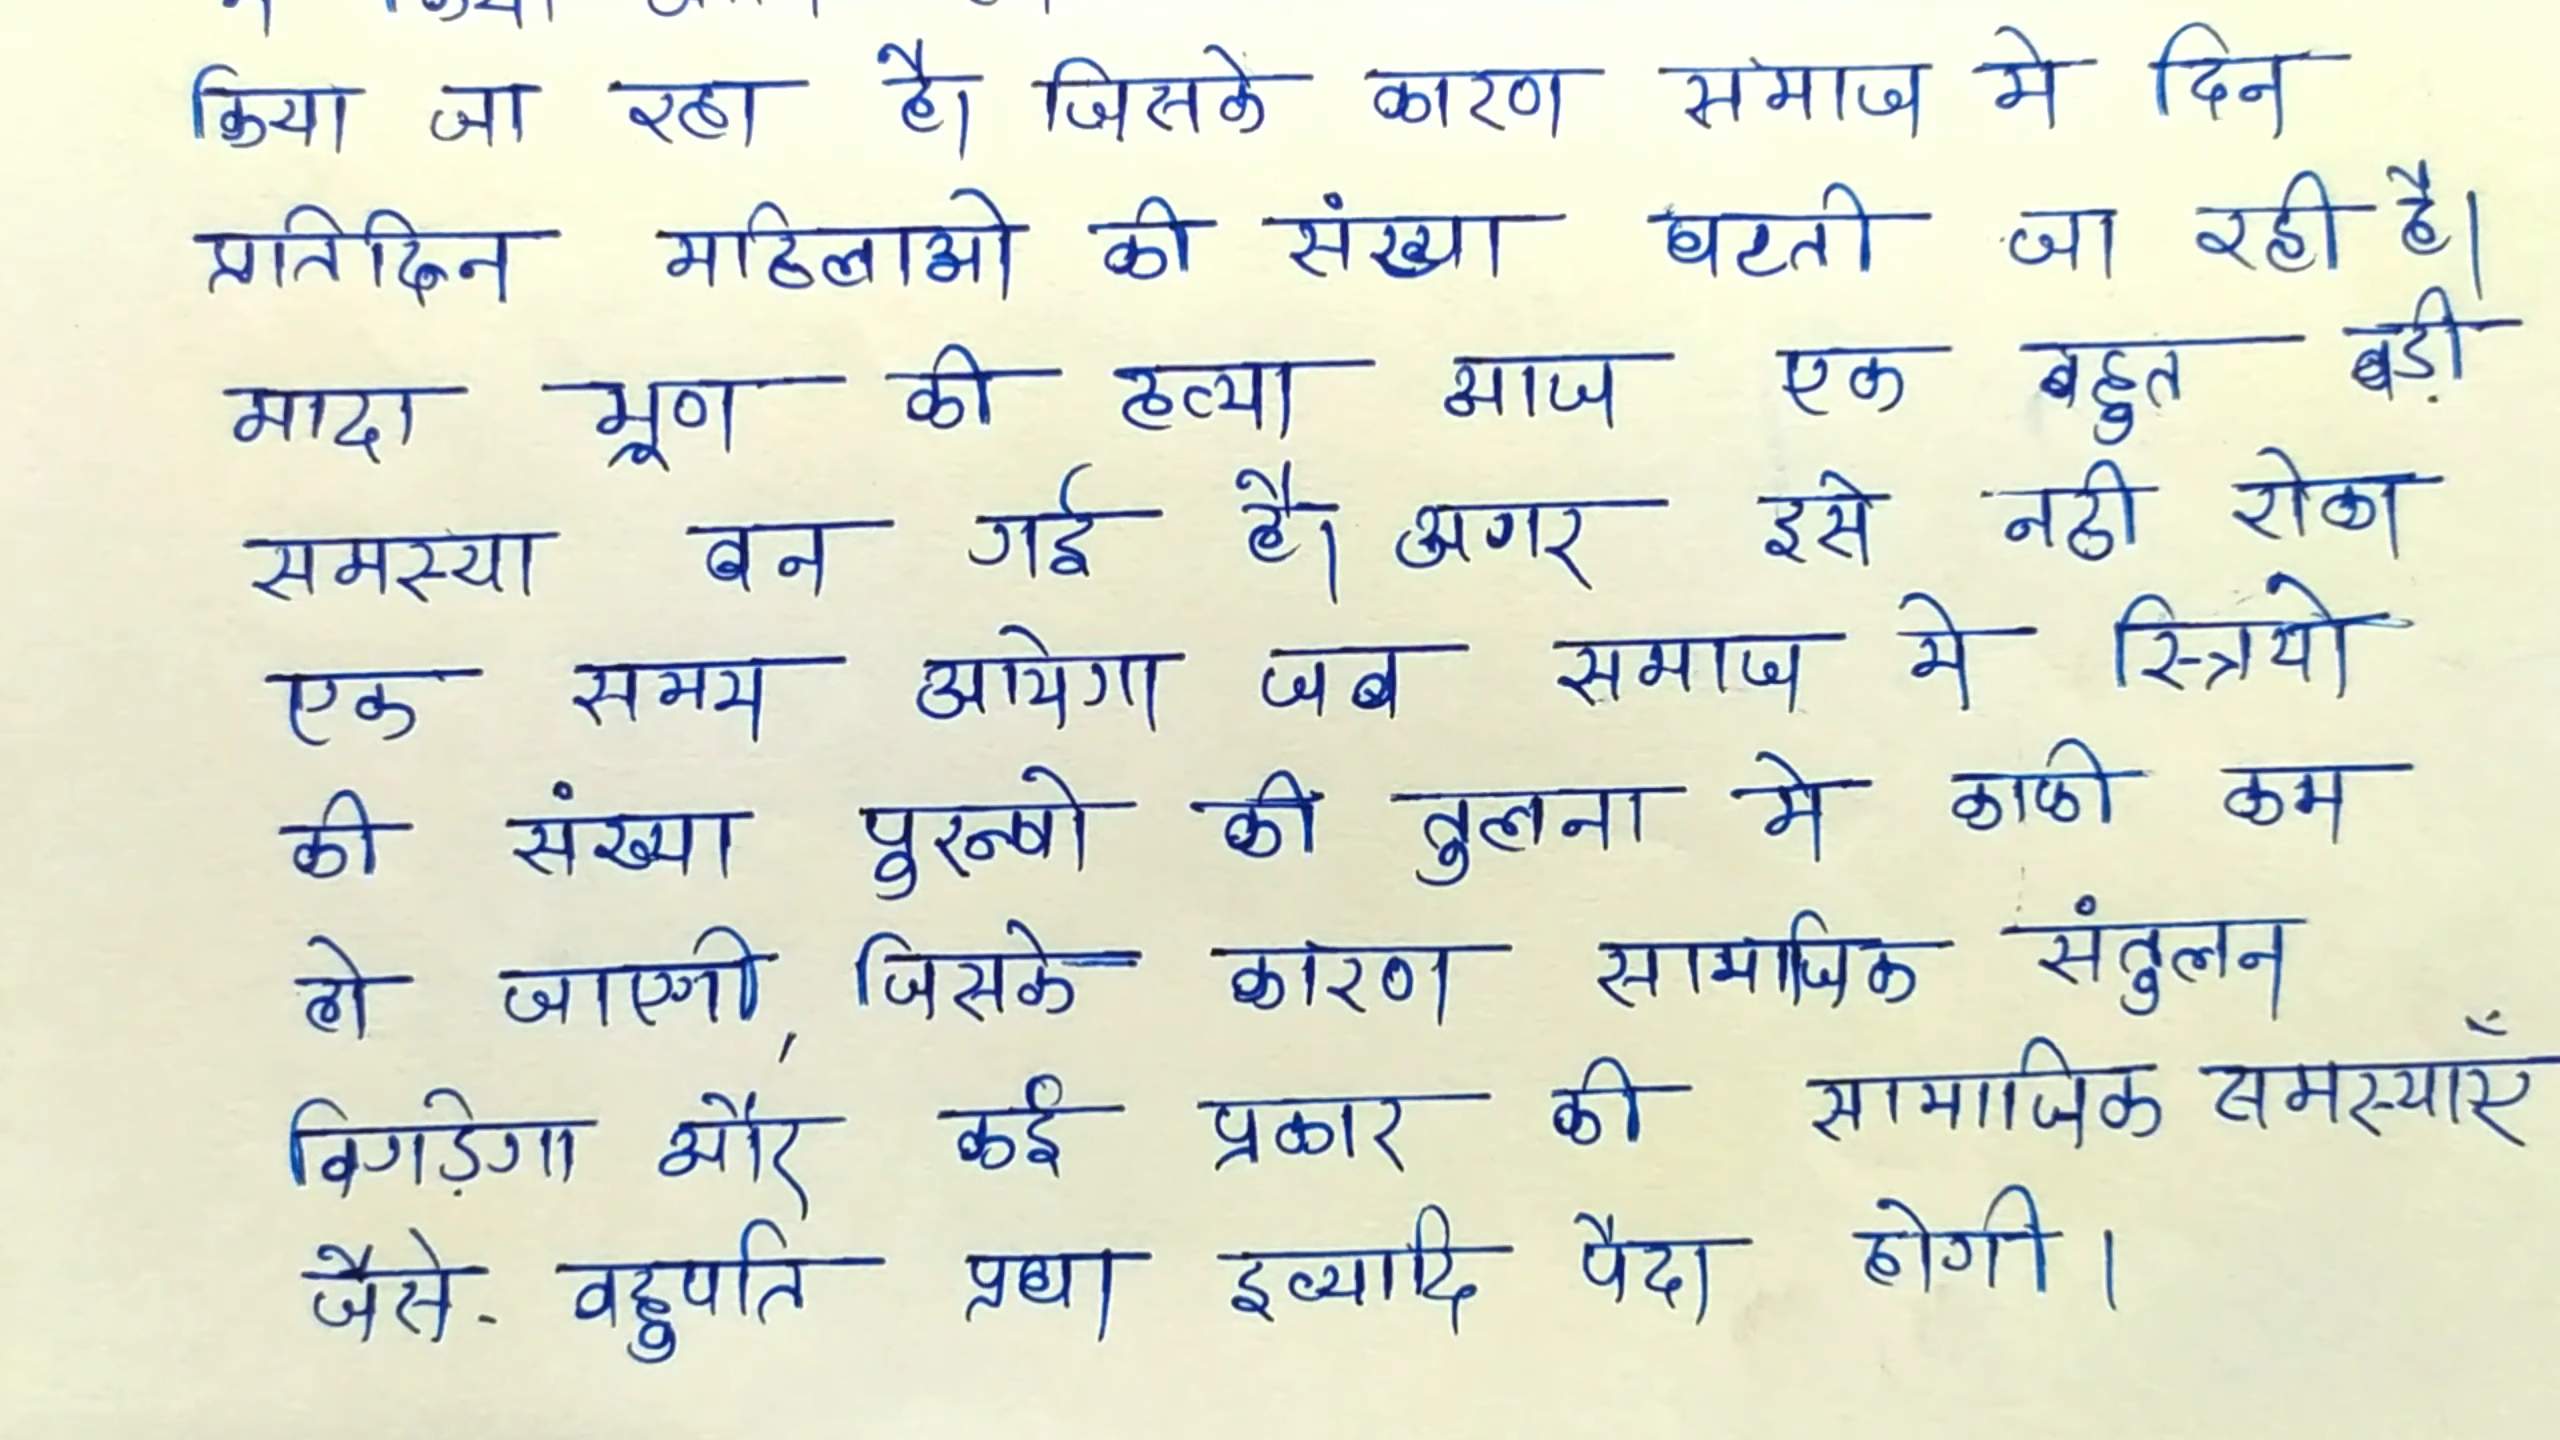 किया जा रहा है। जिसके कारण समाज मे दिन
प्रतिदिन महिलाओ की संख्या घटती जा रही है।
मादा भ्रूण की हत्या आज एक बहुत बड़ी
समस्या बन गई है। अगर इसे नही रोका
एक समय आयेगा जब समाज मे स्त्रियो
की संख्या पुरुषो की तुलना मे काफी कम
हो जाएगी, जिसके कारण सामाजिक संतुलन
बिगड़ेगा और कई प्रकार की सामाजिक समस्याएँ
जैसे- बहुपति प्रथा इत्यादि पैदा होगी।